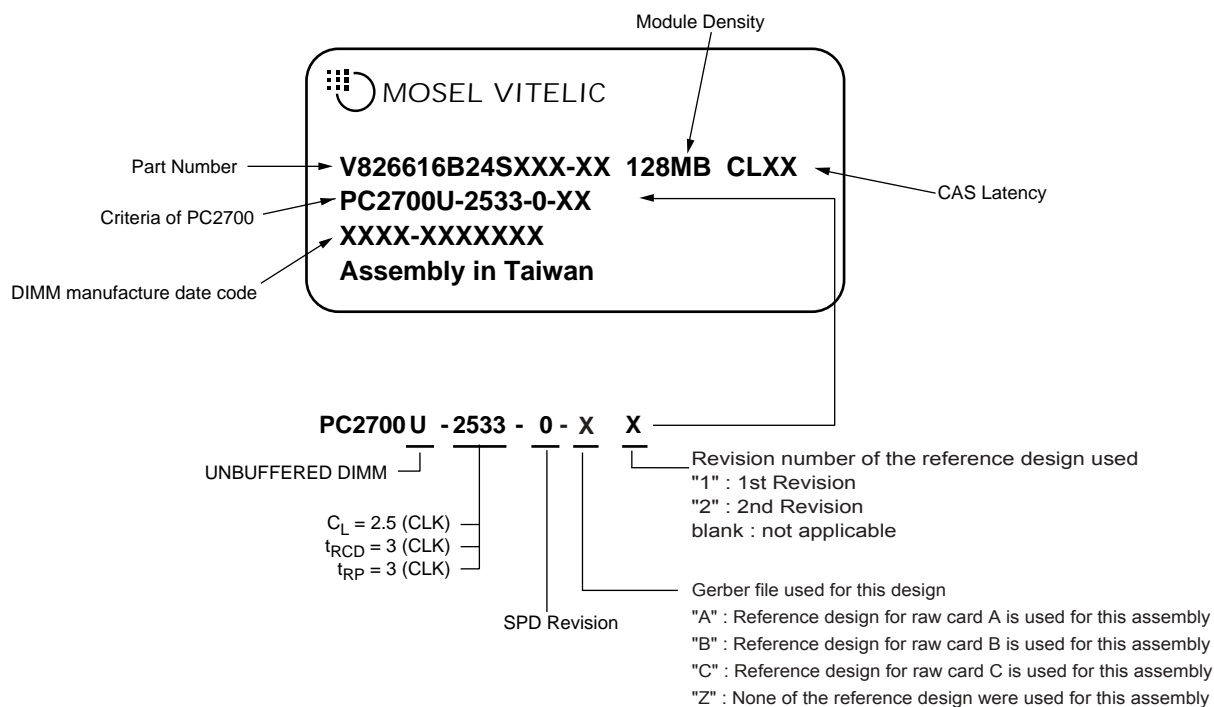 Module Density
MOSEL VITELIC
Part Number
V826616B24SXXX-XX 128MB CLXX
CAS Latency
Criteria of PC2700
PC2700U-2533-0-XX
XXXX-XXXXXXX
DIMM manufacture date code
Assembly in Taiwan
PC2700 U - 2533 - 0 - X X
UNBUFFERED DIMM
Revision number of the reference design used
"1" : 1st Revision
"2" : 2nd Revision
blank : not applicable
CL = 2.5 (CLK)
tRCD = 3 (CLK)
tRP = 3 (CLK)
SPD Revision
Gerber file used for this design
"A" : Reference design for raw card A is used for this assembly
"B" : Reference design for raw card B is used for this assembly
"C" : Reference design for raw card C is used for this assembly
"Z" : None of the reference design were used for this assembly